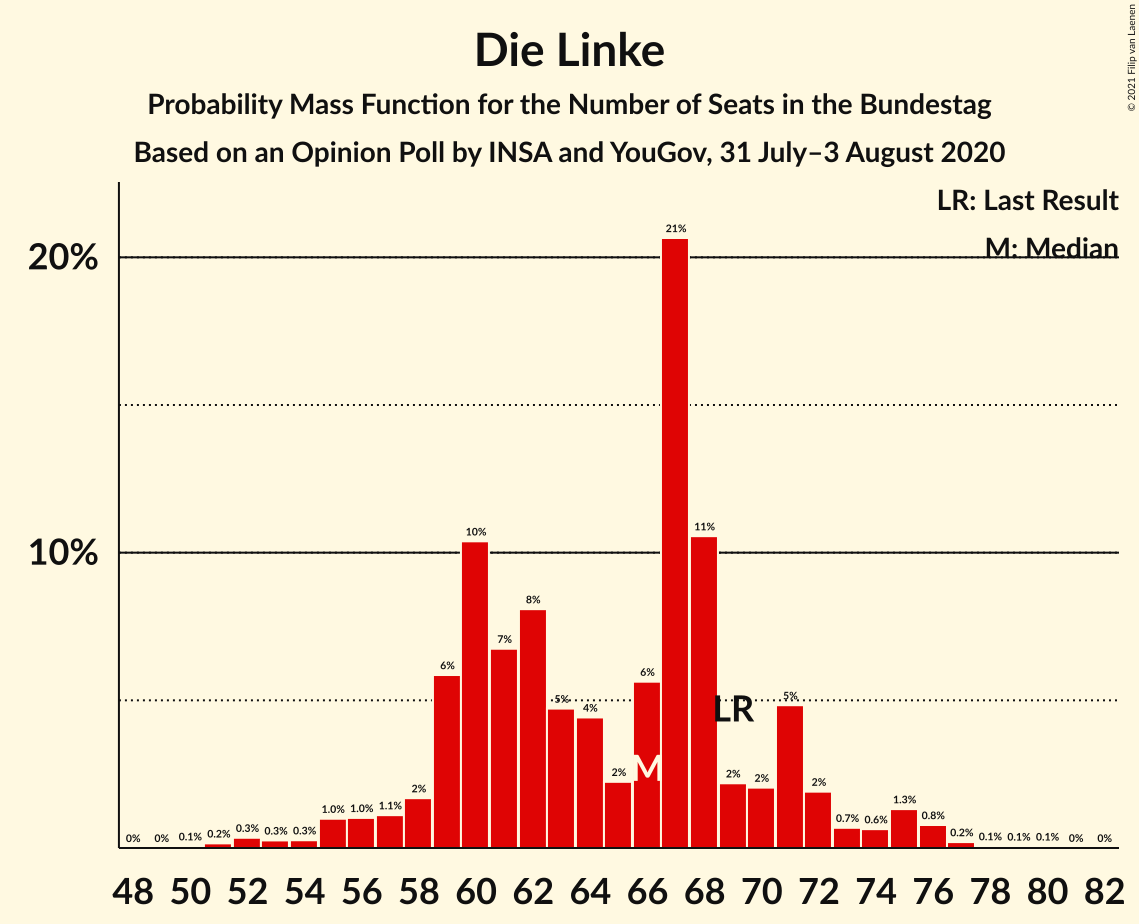 Die Linke
Probability Mass Function for the Number of Seats in the Bundestag
Based on an Opinion Poll by INSA and YouGov, 31 July–3 August 2020
© 2021 Filip van Laenen
LR: Last Result
M: Median
20%
10%
0% 0% 0.1% 0.2% 0.3% 0.3% 0.3% 1.0% 1.0% 1.1% 2% 6% 10% 7% 8% 5% 4% 2% 6% 21% 11% 2% 2% 5% 2% 0.7% 0.6% 1.3% 0.8% 0.2% 0.1% 0.1% 0.1% 0% 0%
LR
M
48 50 52 54 56 58 60 62 64 66 68 70 72 74 76 78 80 82